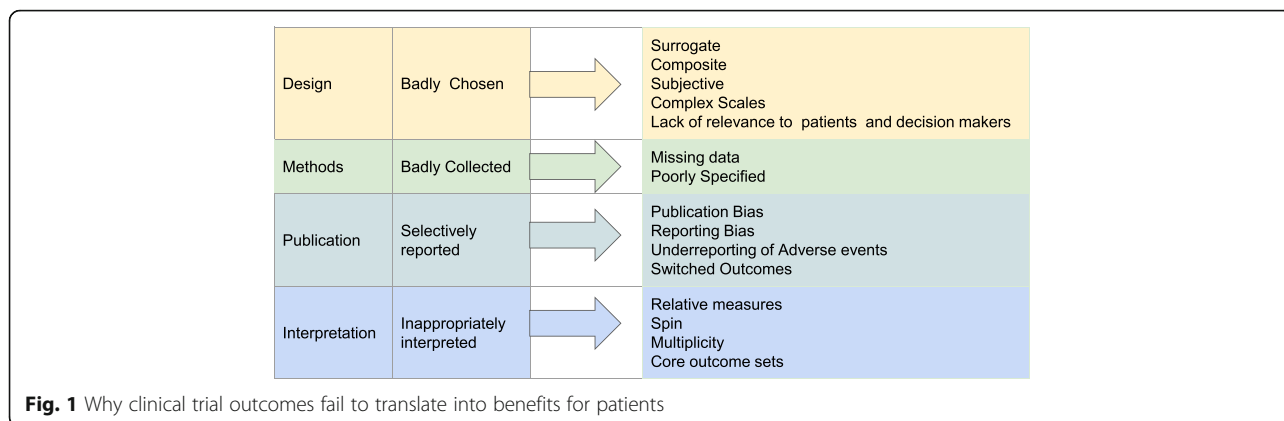 Design
Badly Chosen
Surrogate
Composite
Subjective
Complex Scales
Lack of relevance to patients and decision makers
Methods
Badly Collected
Missing data
Poorly Specified
Publication
Selectively
reported
Publication Bias
Reporting Bias
Underreporting of Adverse events
Switched Outcomes
Interpretation
Inappropriately
interpreted
Relative measures
Spin
Multiplicity
Core outcome sets
Fig. 1 Why clinical trial outcomes fail to translate into benefits for patients